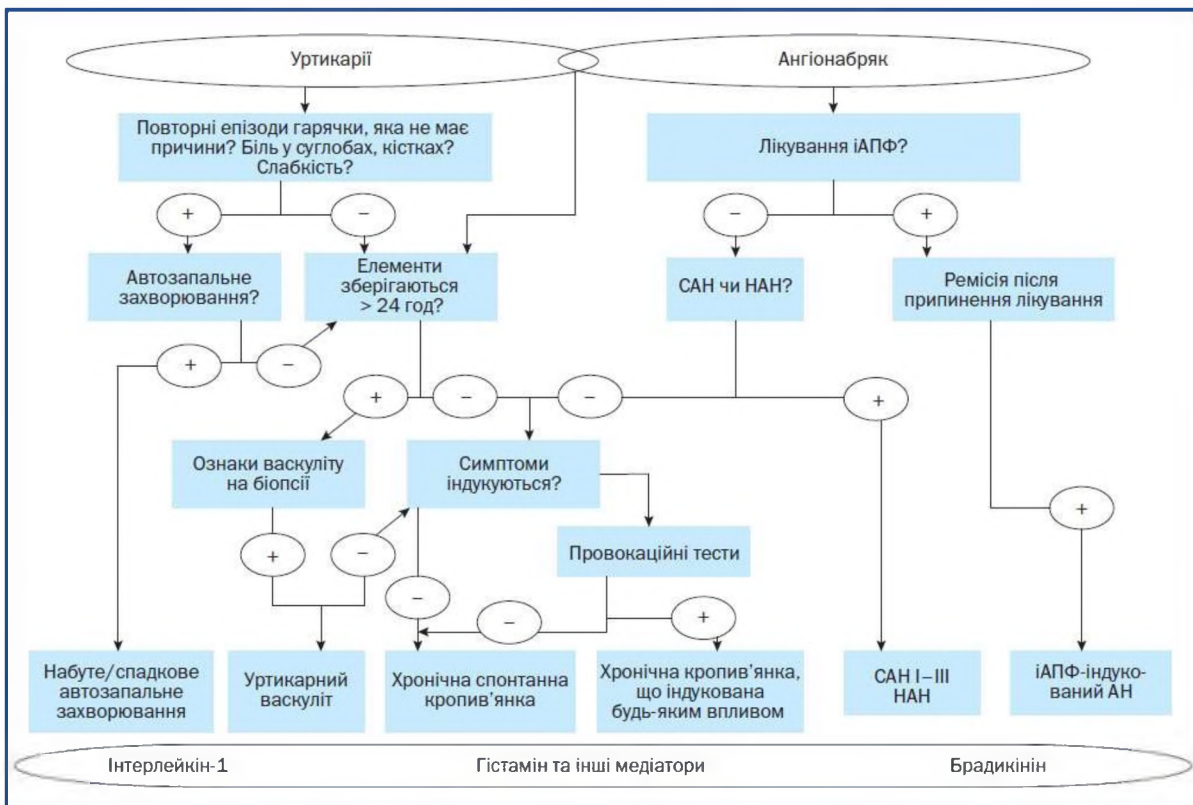 Уртикарії
Ангіонабряк
Повторні епізоди гарячки, яка не має
причини? Біль у суглобах, кістках?
Слабкість?
Лікування іАПФ?
+
−
−
+
Автозапальне
захворювання?
Елементи
зберігаються
> 24 год?
САН чи НАН?
Ремісія після
припинення лікування
+
−
+
−
−
+
Ознаки васкуліту
на біопсії
Симптоми
індукуються?
+
+
−
Провокаційні тести
−
−
+
Набуте/спадкове
автозапальне
захворювання
Уртикарний
васкуліт
Хронічна спонтанна
кропив'янка
Хронічна кропив'янка,
що індукована
будь-яким впливом
САН I–III
НАН
іАПФ-індуко-
ваний АН
Інтерлейкін-1
Гістамін та інші медіатори
Брадикінін